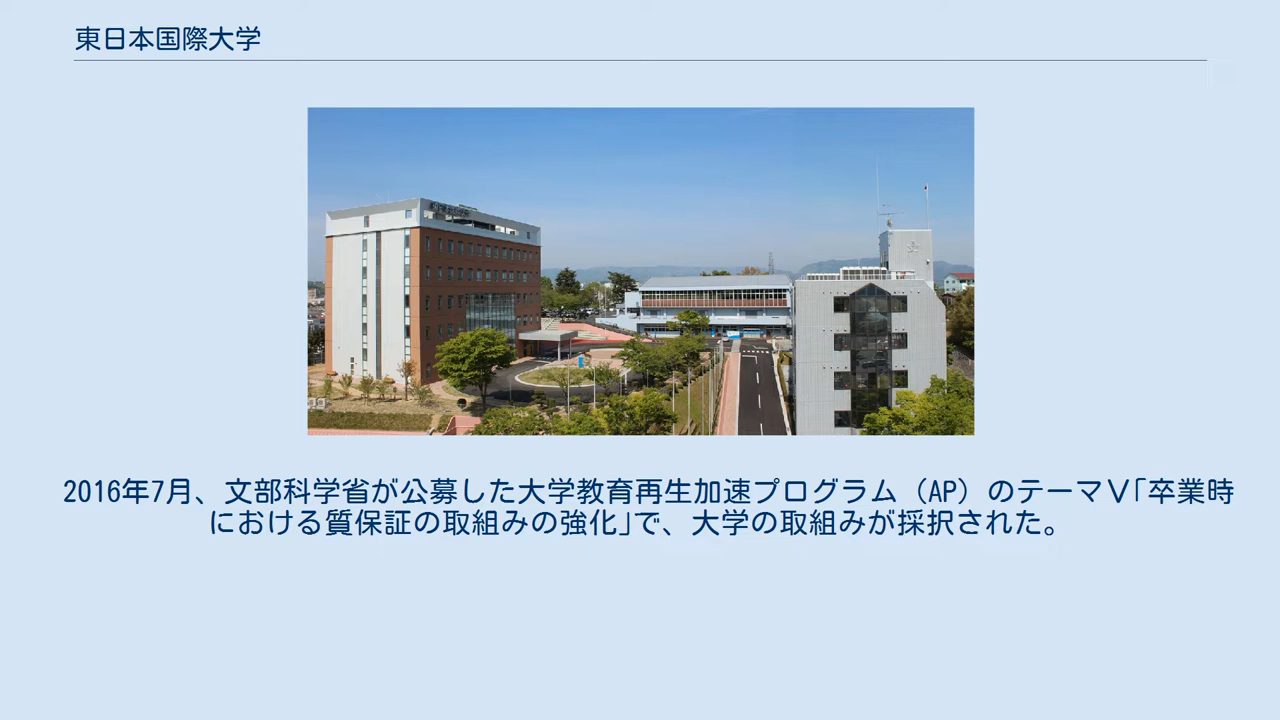 東日本国際大学
2016年7月、文部科学省が公募した大学教育再生加速プログラム（AP）のテーマⅤ｢卒業時
における質保証の取組みの強化｣で、大学の取組みが採択された。